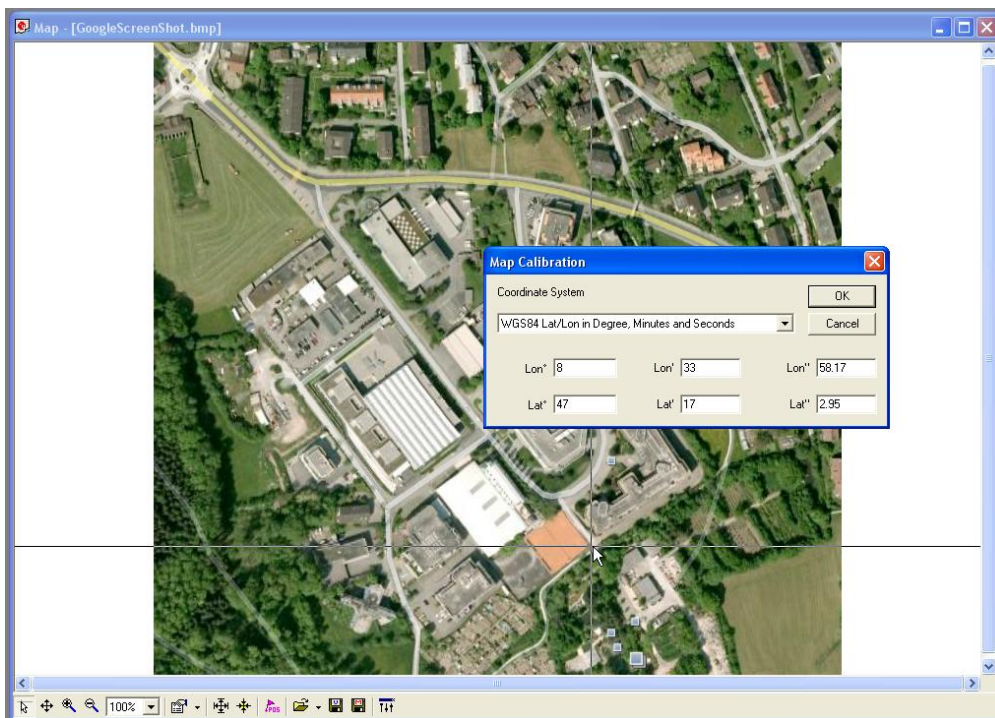 Map - [GoogleScreenShot.bmp]
Map Calibration
Coordinate System
OK
WGS84 Lat/Lon in Degree, Minutes and Seconds
Cancel
Lon° 8 Lon' 33 Lon'' 58.17
Lat° 47 Lat' 17 Lat'' 2.95
100% POS